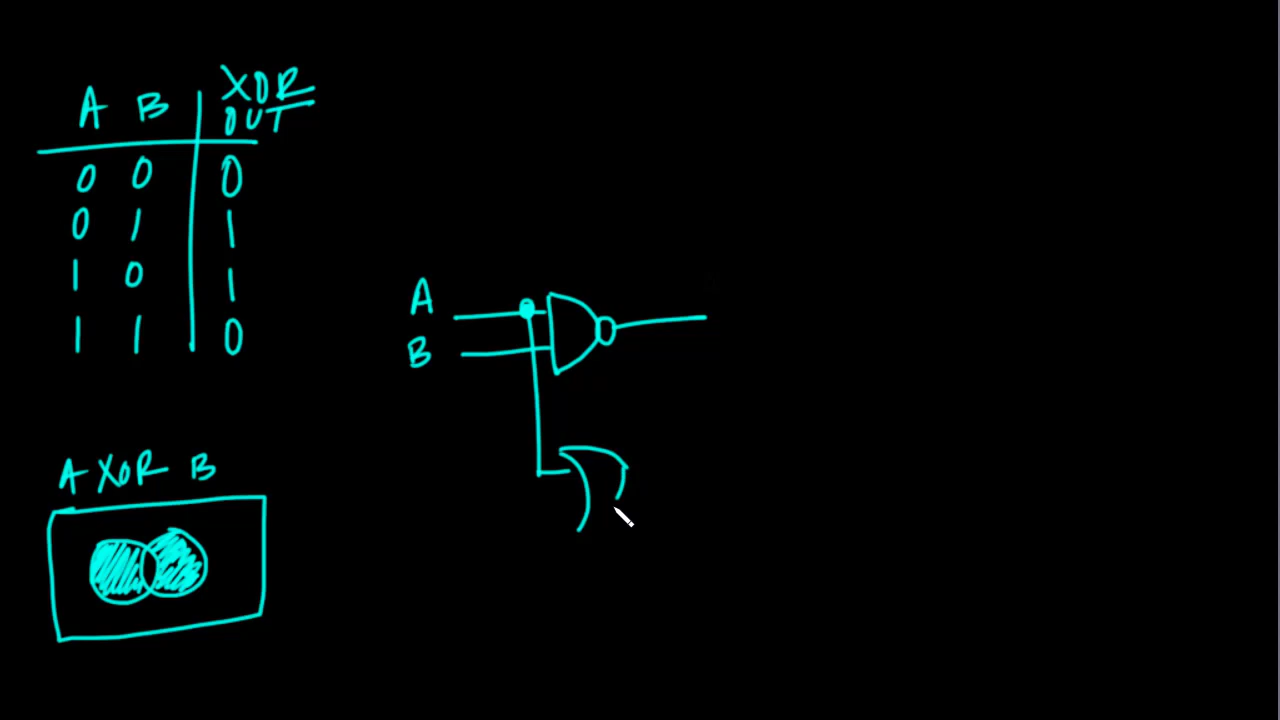 A B XOR OUT
0 0 0
0 1 1
1 0 1
1 1 0
A
B
A XOR B